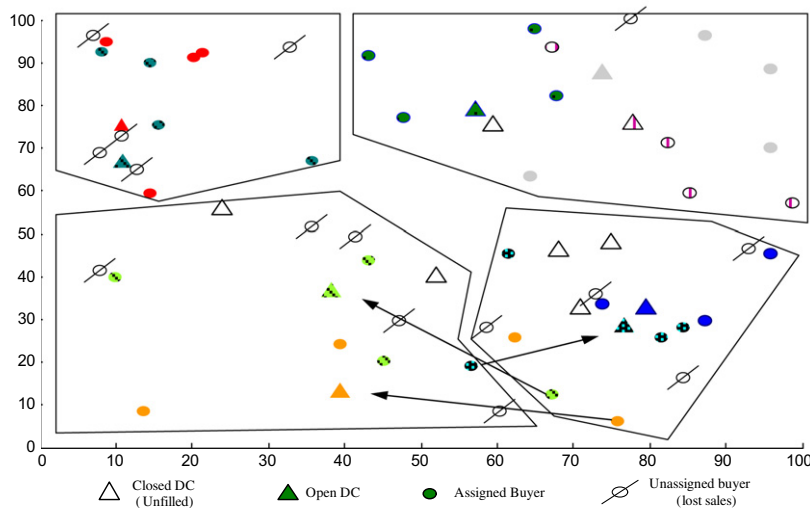 100
90
80
70
60
50
40
30
20
10
0
0 10 20 30 40 50 60 70 80 90 100
Closed DC
(Unfilled)
Open DC
Assigned Buyer
Unassigned buyer
(lost sales)